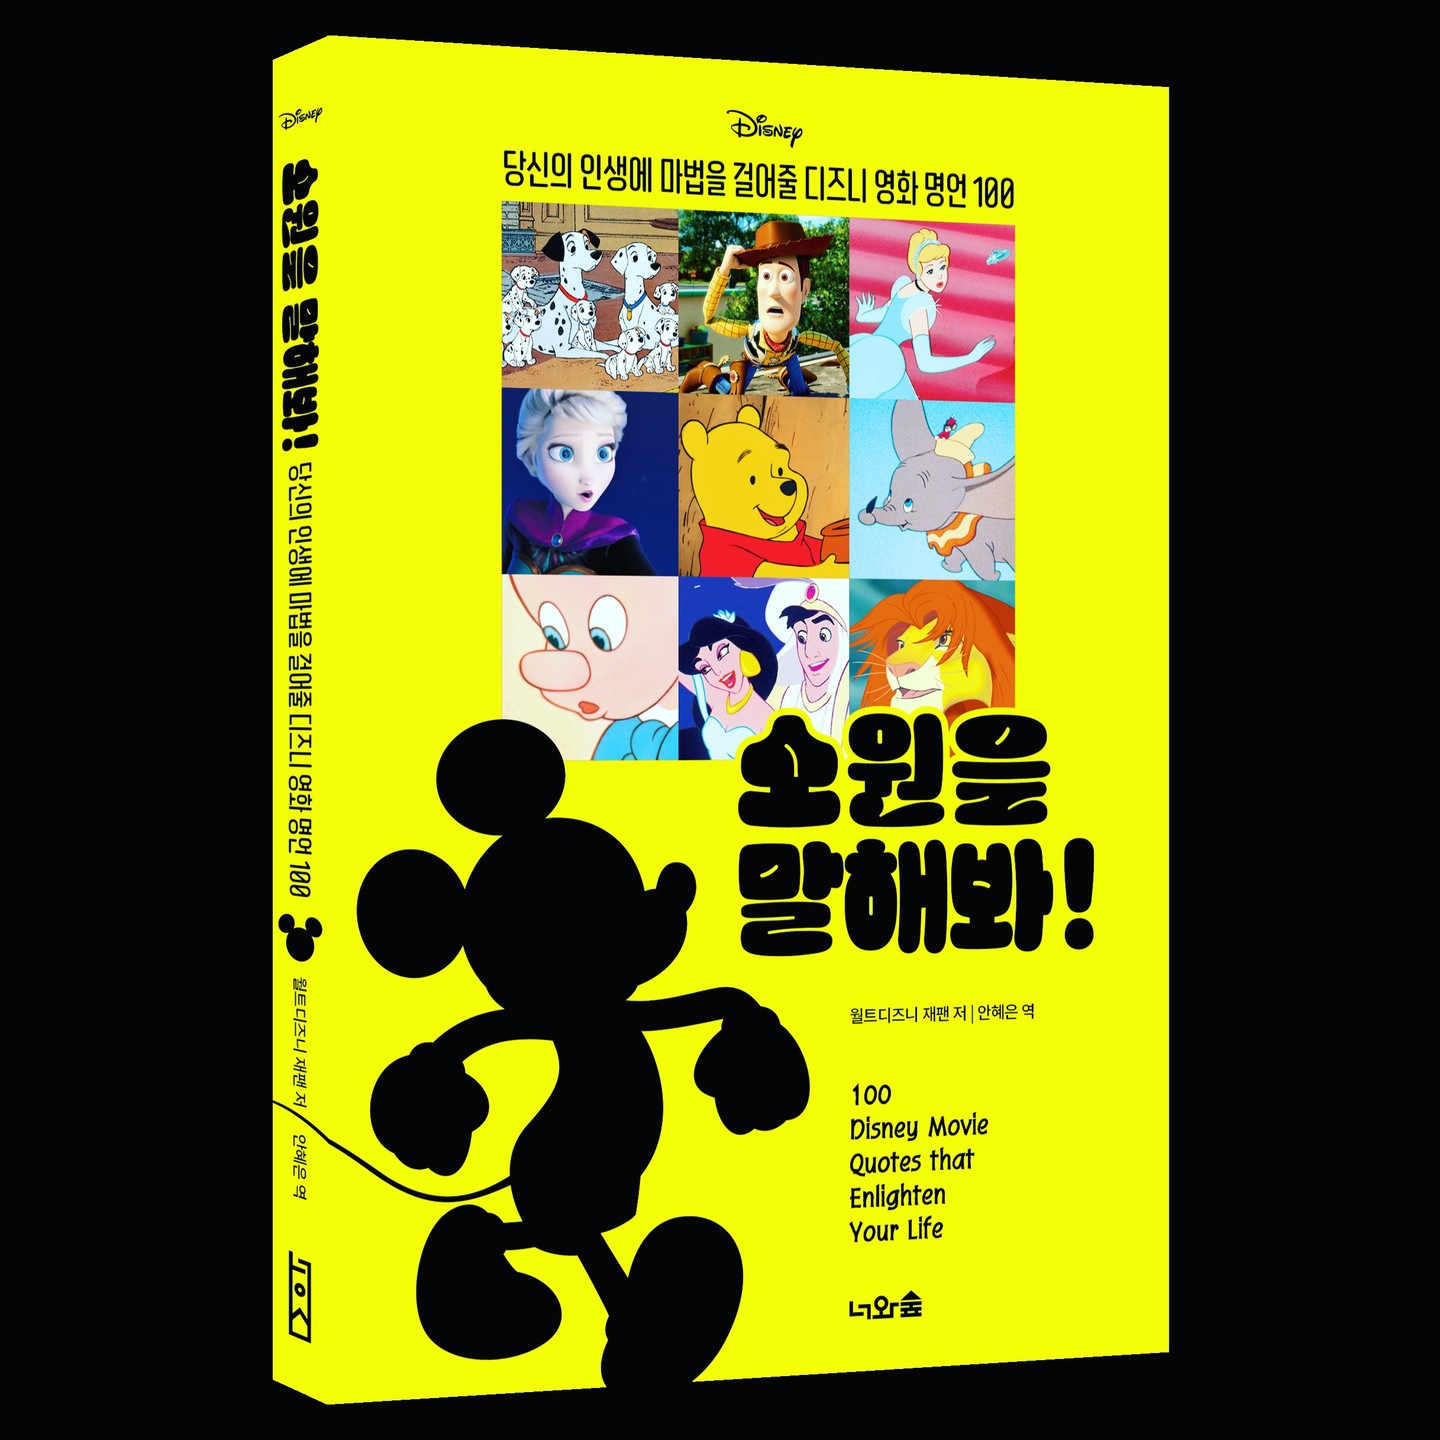 Disney
소원을 말해봐!
당신의 인생에 마법을 걸어줄 디즈니 영화 명언 100
월트디즈니 재팬 저
안혜은 역
너와숲
Disney
당신의 인생에 마법을 걸어줄 디즈니 영화 명언 100
소원을
말해봐!
월트디즈니 재팬 저 | 안혜은 역
100
Disney Movie
Quotes that
Enlighten
Your Life
너와숲